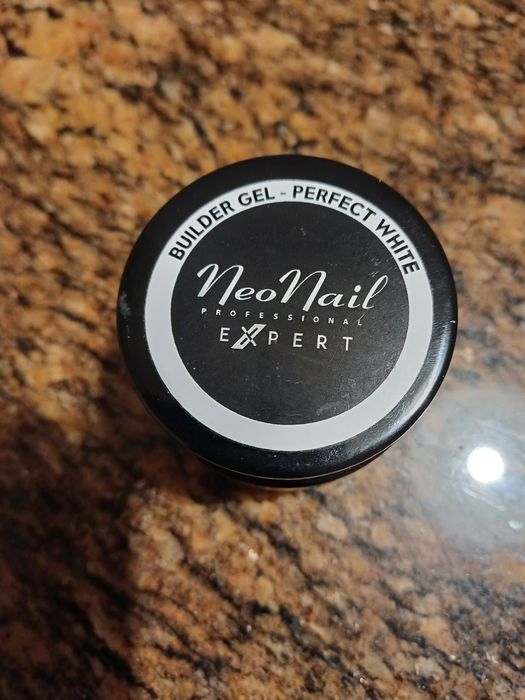 BUILDER GEL - PERFECT WHITE
NeoNail
PROFESSIONAL
EXPERT